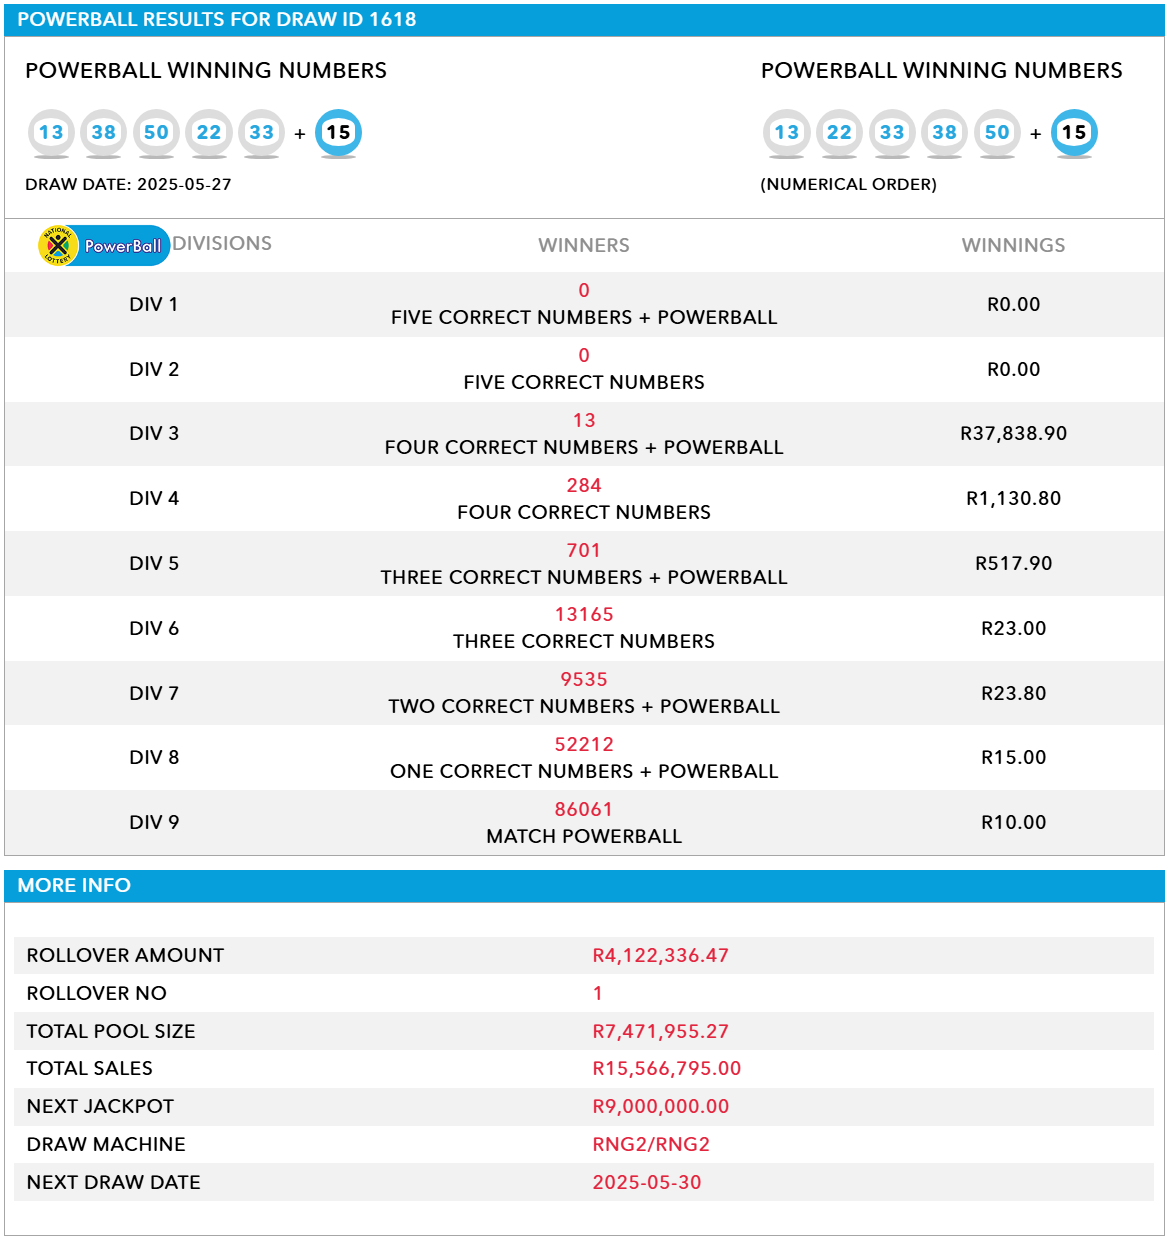 POWERBALL RESULTS FOR DRAW ID 1618
POWERBALL WINNING NUMBERS
13 38 50 22 33 + 15
DRAW DATE: 2025-05-27
POWERBALL WINNING NUMBERS
13 22 33 38 50 + 15
(NUMERICAL ORDER)
NATIONAL LOTTERY PowerBall DIVISIONS WINNERS WINNINGS
0
DIV 1 FIVE CORRECT NUMBERS + POWERBALL R0.00
0
DIV 2 FIVE CORRECT NUMBERS R0.00
13
DIV 3 FOUR CORRECT NUMBERS + POWERBALL R37,838.90
284
DIV 4 FOUR CORRECT NUMBERS R1,130.80
701
DIV 5 THREE CORRECT NUMBERS + POWERBALL R517.90
13165
DIV 6 THREE CORRECT NUMBERS R23.00
9535
DIV 7 TWO CORRECT NUMBERS + POWERBALL R23.80
52212
DIV 8 ONE CORRECT NUMBERS + POWERBALL R15.00
86061
DIV 9 MATCH POWERBALL R10.00
MORE INFO
ROLLOVER AMOUNT R4,122,336.47
ROLLOVER NO 1
TOTAL POOL SIZE R7,471,955.27
TOTAL SALES R15,566,795.00
NEXT JACKPOT R9,000,000.00
DRAW MACHINE RNG2/RNG2
NEXT DRAW DATE 2025-05-30